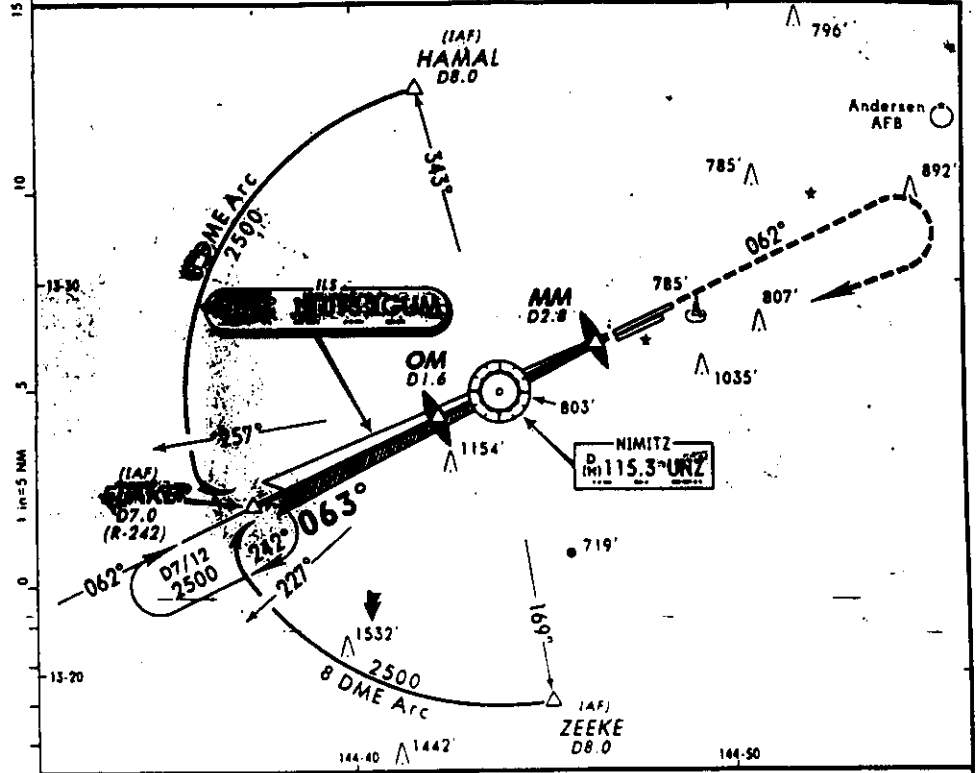 15
(IAF)
HAMAL
D8.0
796'
Andersen
AFB
343°
785'
892'
10
DME Arc
2500
062°
13-30
ILS
MM
D2.8
785'
807'
OM
D1.6
5
1035'
803'
257°
NIMITZ
D
(H) 115.3 UNZ
1154'
(IAF)
D7.0
(R-242)
063°
1 in=5 NM
242°
D7/12
2500
719'
062°
227°
0
169°
1532'
2500
8 DME Arc
13-20
(IAF)
ZEEKE
D8.0
1442'
144-40
144-50